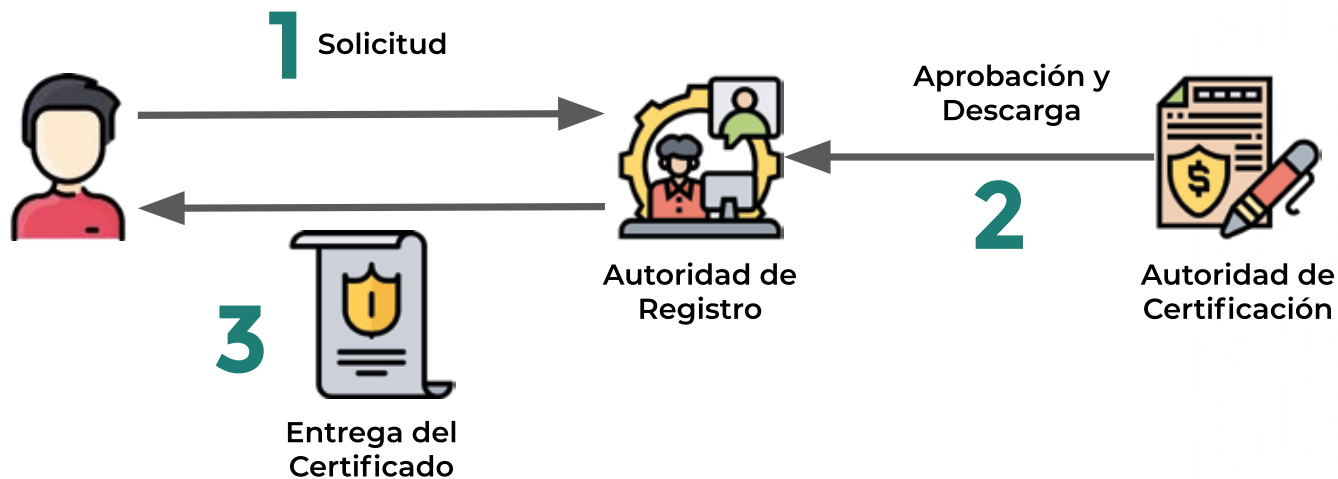 1
Solicitud
Aprobación y
Descarga
2
Autoridad de
Registro
Autoridad de
Certificación
3
Entrega del
Certificado